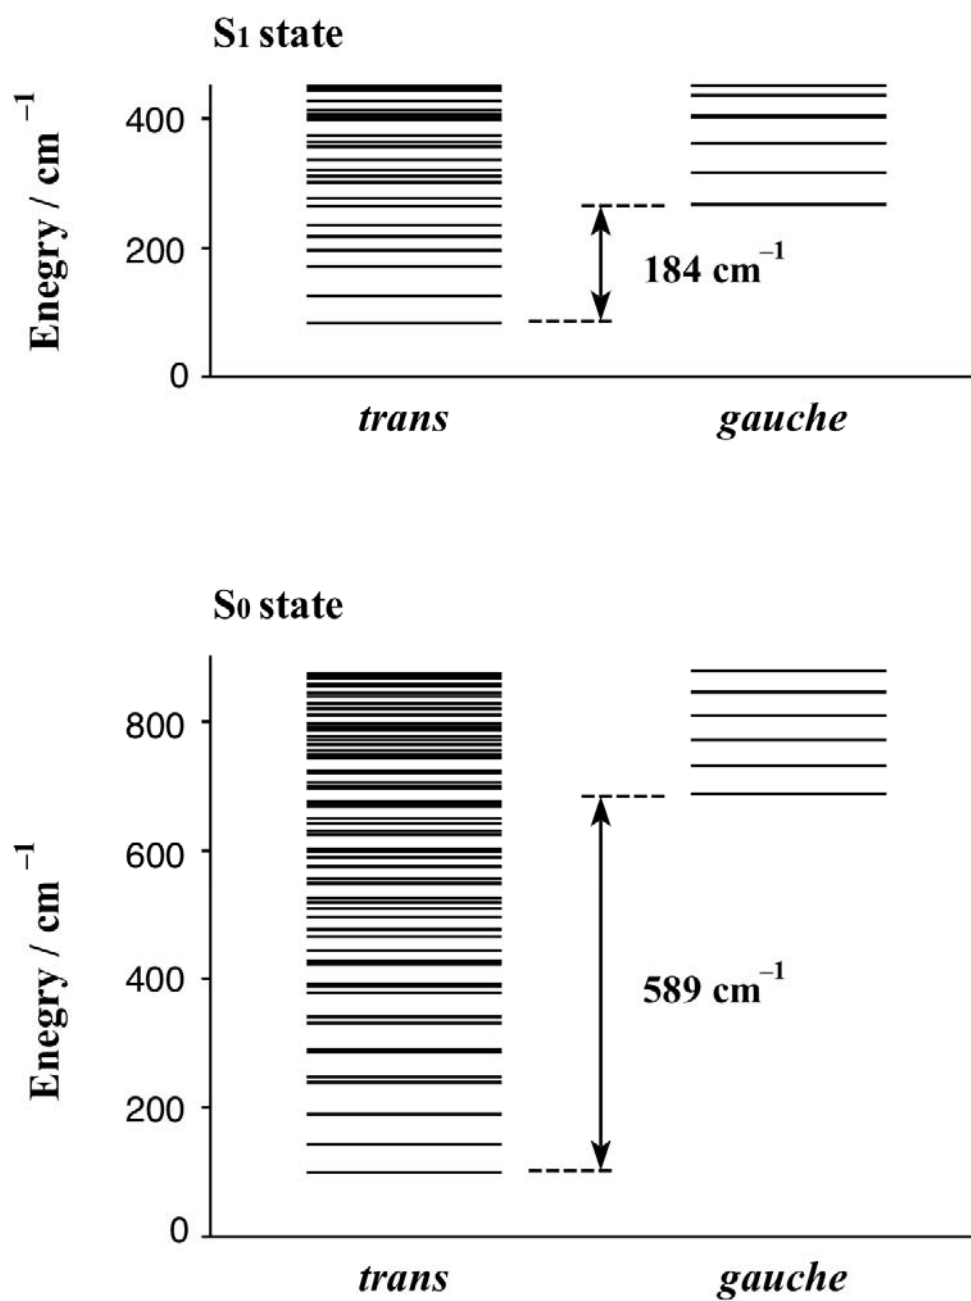 S1 state
Enegry / cm –1
400
200
0
184 cm–1
trans gauche
S0 state
Enegry / cm –1
800
600
400
200
0
589 cm–1
trans gauche